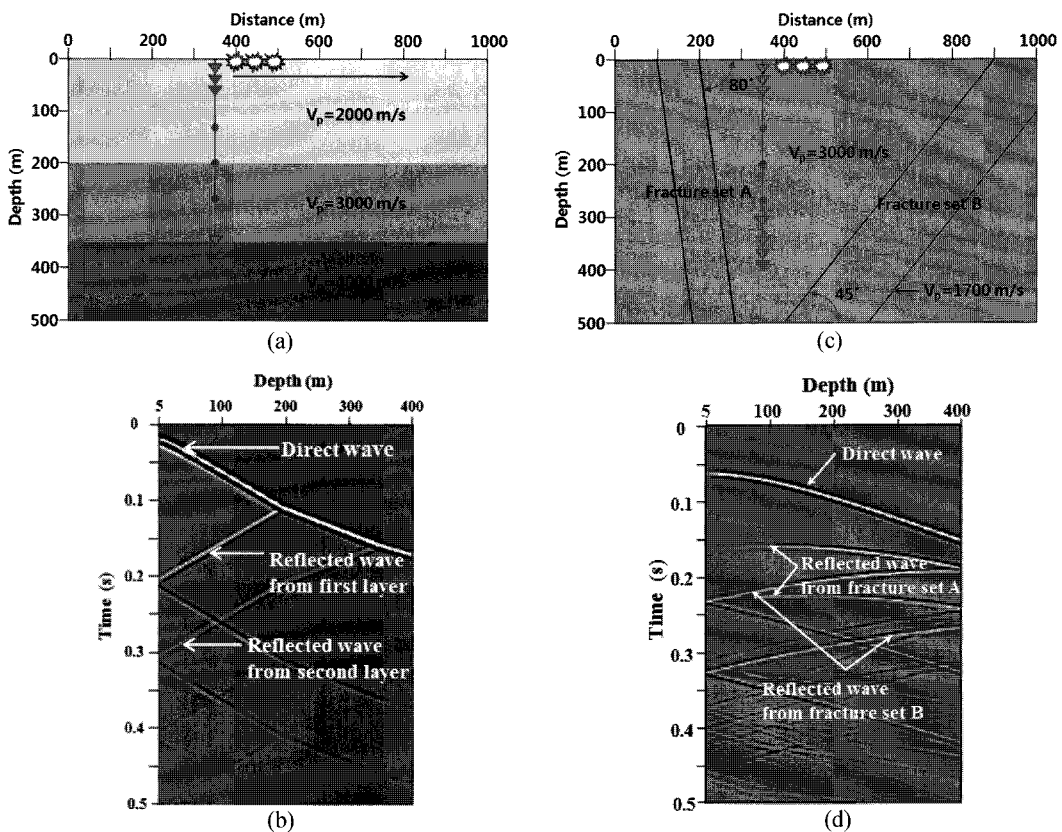 Distance (m)
0 200 400 600 800 1000
Depth (m)
0
100
200
300
400
500
Vp=2000 m/s
Vp=3000 m/s
(a)
Distance (m)
0 200 400 600 800 1000
Depth (m)
0
100
200
300
400
500
80°
Vp=3000 m/s
Fracture set A
Fracture set B
45°
Vp=1700 m/s
(c)
Depth (m)
5 100 200 300 400
Time (s)
0
0.1
0.2
0.3
0.4
0.5
Direct wave
Reflected wave
from first layer
Reflected wave
from second layer
(b)
Depth (m)
5 100 200 300 400
Time (s)
0
0.1
0.2
0.3
0.4
0.5
Direct wave
Reflected wave
from fracture set A
Reflected wave
from fracture set B
(d)